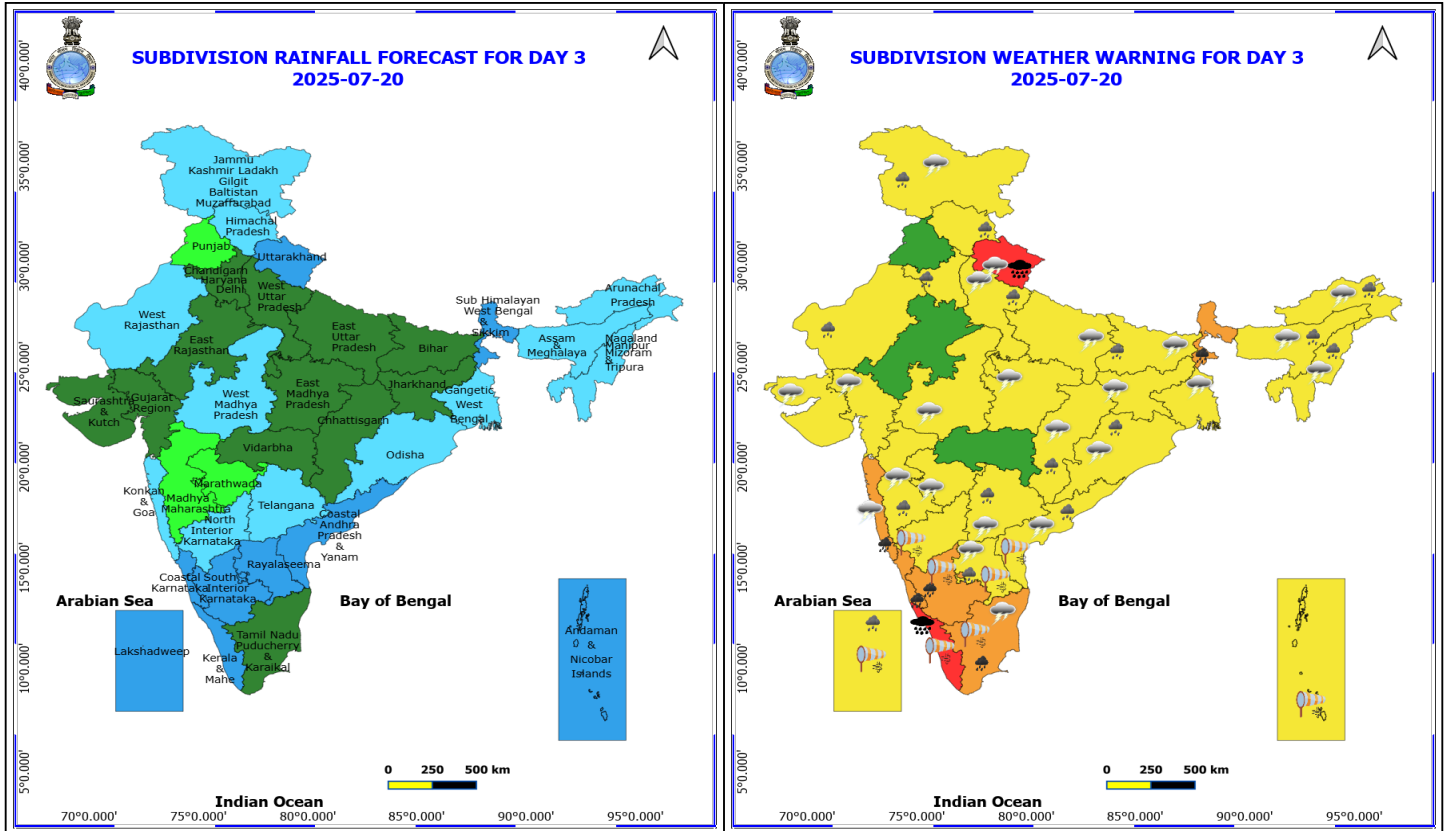 SUBDIVISION RAINFALL FORECAST FOR DAY 3
2025-07-20
40°0.000'
35°0.000'
30°0.000'
25°0.000'
20°0.000'
15°0.000'
10°0.000'
5°0.000'
Jammu
Kashmir Ladakh
Gilgit
Baltistan
Muzaffarabad
Himachal
Pradesh
Punjab
Uttarakhand
Chandigarh
Haryana
Delhi
West
Uttar
Pradesh
West
Rajasthan
East
Rajasthan
East
Uttar
Pradesh
Bihar
Sub Himalayan
West Bengal
&
Sikkim
Arunachal
Pradesh
Assam
&
Meghalaya
Nagaland
Manipur
Mizoram
&
Tripura
Jharkhand
Gangetic
West
Bengal
Saurashtra
&
Kutch
Gujarat
Region
West
Madhya
Pradesh
East
Madhya
Pradesh
Chhattisgarh
Vidarbha
Odisha
Konkan
&
Goa
Madhya
Maharashtra
Marathwada
Telangana
North
Interior
Karnataka
Coastal
Andhra
Pradesh
&
Yanam
Rayalaseema
Coastal
Karnataka
South
Interior
Karnataka
Arabian Sea
Bay of Bengal
Lakshadweep
Kerala
&
Mahe
Tamil Nadu
Puducherry
&
Karaikal
Andaman
&
Nicobar
Islands
0 250 500 km
Indian Ocean
70°0.000' 75°0.000' 80°0.000' 85°0.000' 90°0.000' 95°0.000'
SUBDIVISION WEATHER WARNING FOR DAY 3
2025-07-20
40°0.000'
35°0.000'
30°0.000'
25°0.000'
20°0.000'
15°0.000'
10°0.000'
5°0.000'
Arabian Sea
Bay of Bengal
0 250 500 km
Indian Ocean
70°0.000' 75°0.000' 80°0.000' 85°0.000' 90°0.000' 95°0.000'